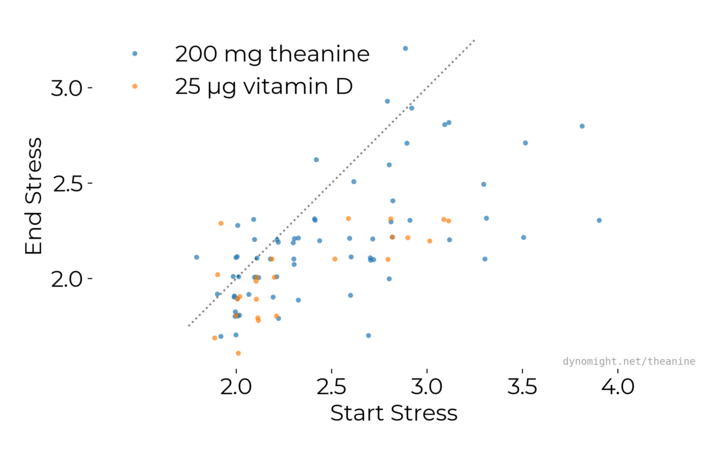 200 mg theanine
25 µg vitamin D
3.0
2.5
2.0
End Stress
dynomight.net/theanine
2.0 2.5 3.0 3.5 4.0
Start Stress